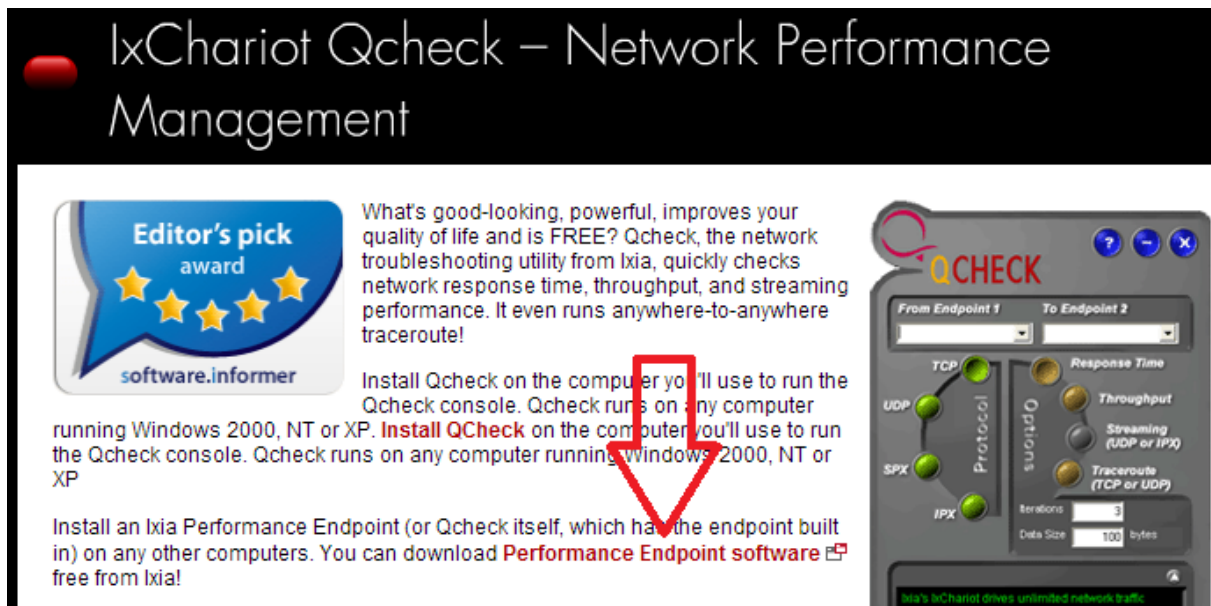 IxChariot Qcheck – Network Performance
Management
Editor's pick
award
software.informer
What's good-looking, powerful, improves your
quality of life and is FREE? Qcheck, the network
troubleshooting utility from Ixia, quickly checks
network response time, throughput, and streaming
performance. It even runs anywhere-to-anywhere
traceroute!
Install Qcheck on the computer you'll use to run the
Qcheck console. Qcheck runs on any computer
running Windows 2000, NT or XP. Install QCheck on the computer you'll use to run
the Qcheck console. Qcheck runs on any computer running Windows 2000, NT or
XP
Install an Ixia Performance Endpoint (or Qcheck itself, which has the endpoint built
in) on any other computers. You can download Performance Endpoint software
free from Ixia!
QCHECK
? – X
From Endpoint 1
To Endpoint 2
TCP
UDP
SPX
IPX
Protocol
Options
Response Time
Throughput
Streaming
(UDP or IPX)
Traceroute
(TCP or UDP)
Iterations 3
Data Size 100 bytes
Ixia's IxChariot drives unlimited network traffic